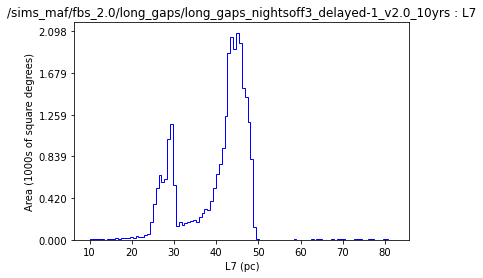 /sims_maf/fbs_2.0/long_gaps/long_gaps_nightsoff3_delayed-1_v2.0_10yrs : L7
2.098
1.679
1.259
0.839
0.420
0.000
Area (1000s of square degrees)
10 20 30 40 50 60 70 80
L7 (pc)